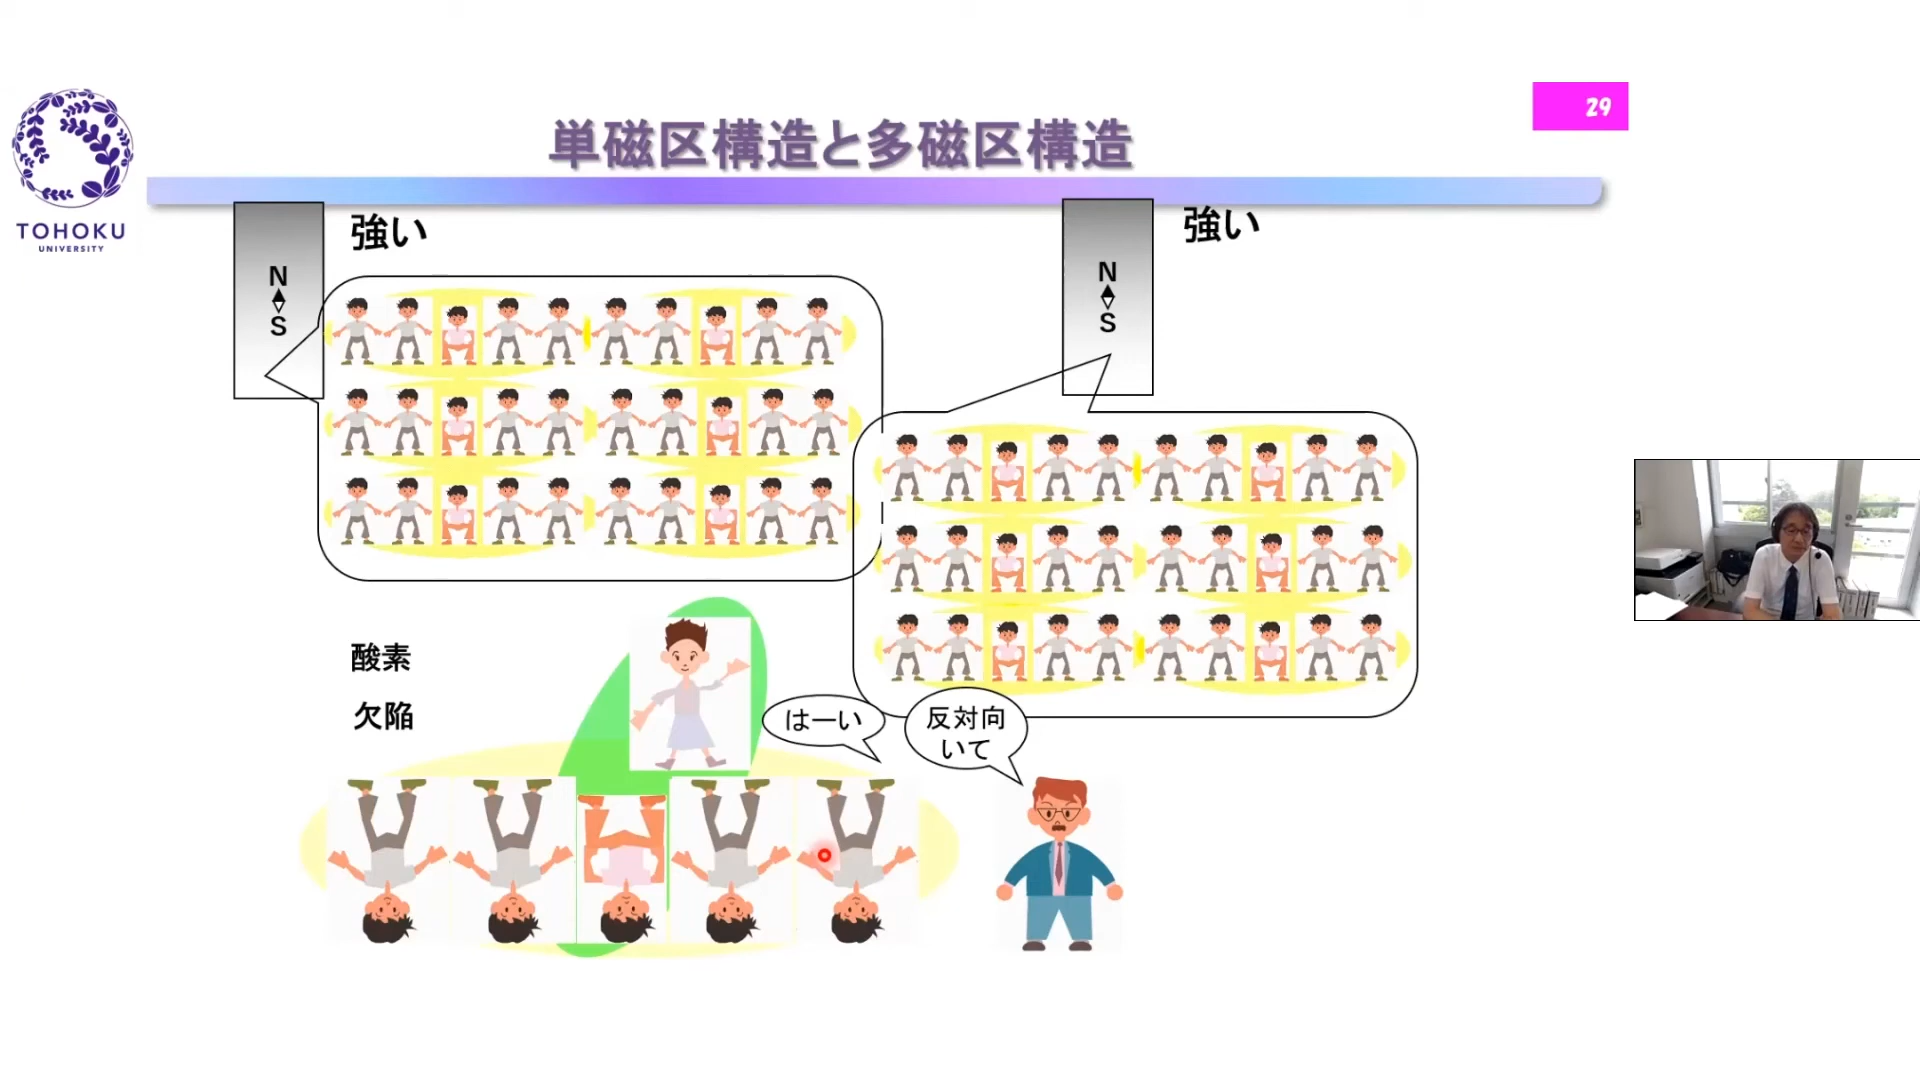 29
単磁区構造と多磁区構造
TOHOKU
UNIVERSITY
強い
強い
N
S
N
S
酸素
欠陥
はーい
反対向
いて